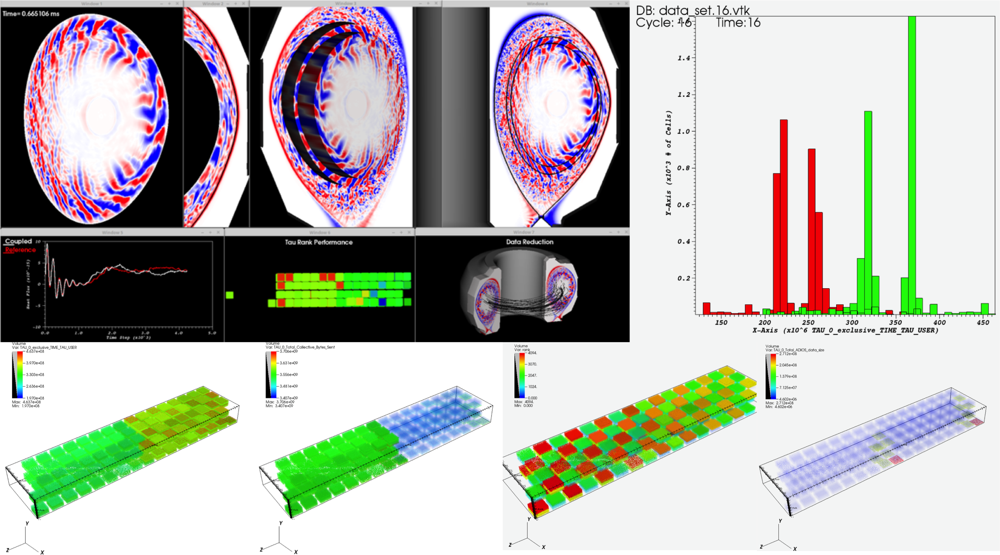 Window 1
Window 2
Window 3
Window 4
Time= 0.665106 ms
DB: data_set.16.vtk
Cycle: 16 Time:16
1.6
1.4
1.2
1.0
0.8
0.6
0.4
0.2
Y-Axis (x10^3 # of Cells)
150 200 250 300 350 400 450
X-Axis (x10^6 TAU_0_exclusive_TIME_TAU_USER)
Window 5
Coupled
Reference
10
5
0
-5
-10
Heat Flux (x10^-15)
0.0 1.0 2.0 3.0 4.0 5.0
Time Step (x10^3)
Window 6
Tau Rank Performance
Window 7
Data Reduction
Volume
Var: TAU_0_exclusive_TIME_TAU_USER
4.637e+08
3.970e+08
3.303e+08
2.636e+08
1.970e+08
Max: 4.637e+08
Min: 1.970e+08
Y
Z
X
Volume
Var: TAU_0_Total_Collective_Bytes_Sent
3.706e+09
3.631e+09
3.556e+09
3.481e+09
3.407e+09
Max: 3.706e+09
Min: 3.407e+09
Y
Z
X
Volume
Var: rank
4094.
3070.
2047.
1024.
0.000
Max: 4094.
Min: 0.000
Y
Z
X
Volume
Var: TAU_0_Total_ADIOS_data_size
2.712e+08
2.045e+08
1.379e+08
7.125e+07
4.602e+06
Max: 2.712e+08
Min: 4.602e+06
Y
Z
X